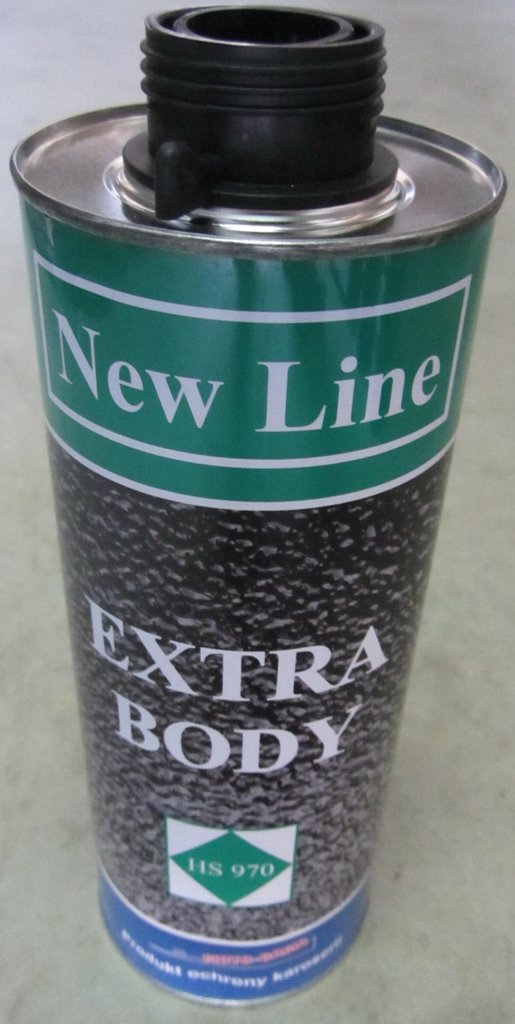 New Line
EXTRA
BODY
HS 970
Produkt ochrony karoserii